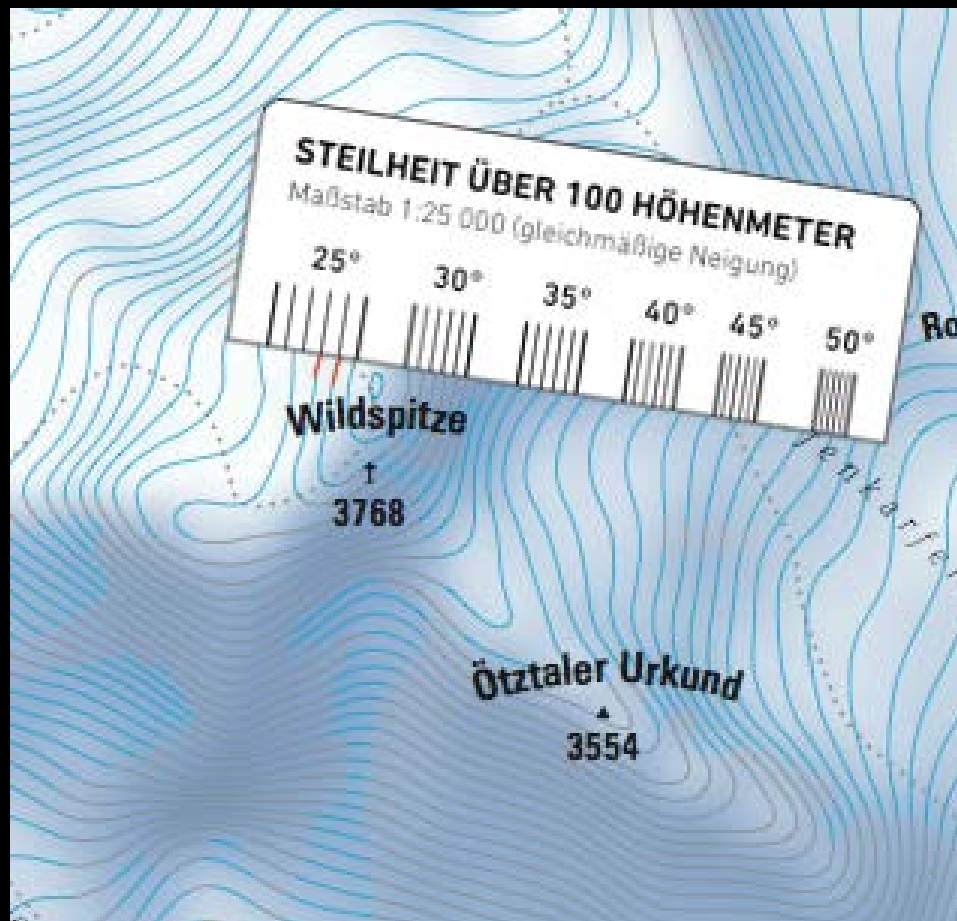 STEILHEIT ÜBER 100 HÖHENMETER
Maßstab 1:25 000 (gleichmäßige Neigung)
25° 30° 35° 40° 45° 50°
Wildspitze
3768
Ötztaler Urkund
3554